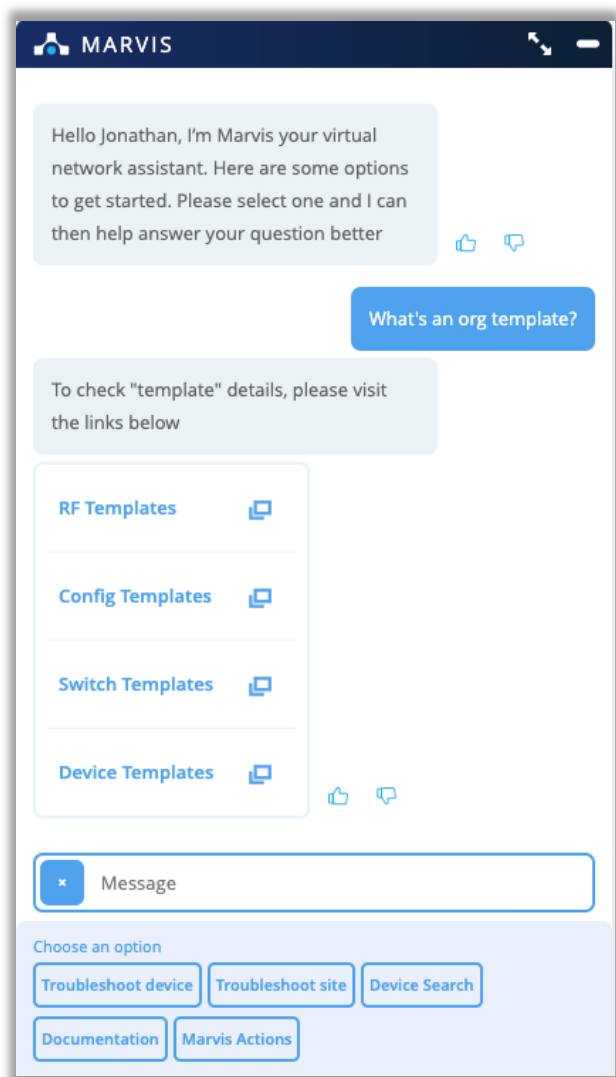 MARVIS
Hello Jonathan, I'm Marvis your virtual
network assistant. Here are some options
to get started. Please select one and I can
then help answer your question better
What's an org template?
To check "template" details, please visit
the links below
RF Templates
Config Templates
Switch Templates
Device Templates
× Message
Choose an option
Troubleshoot device Troubleshoot site Device Search
Documentation Marvis Actions